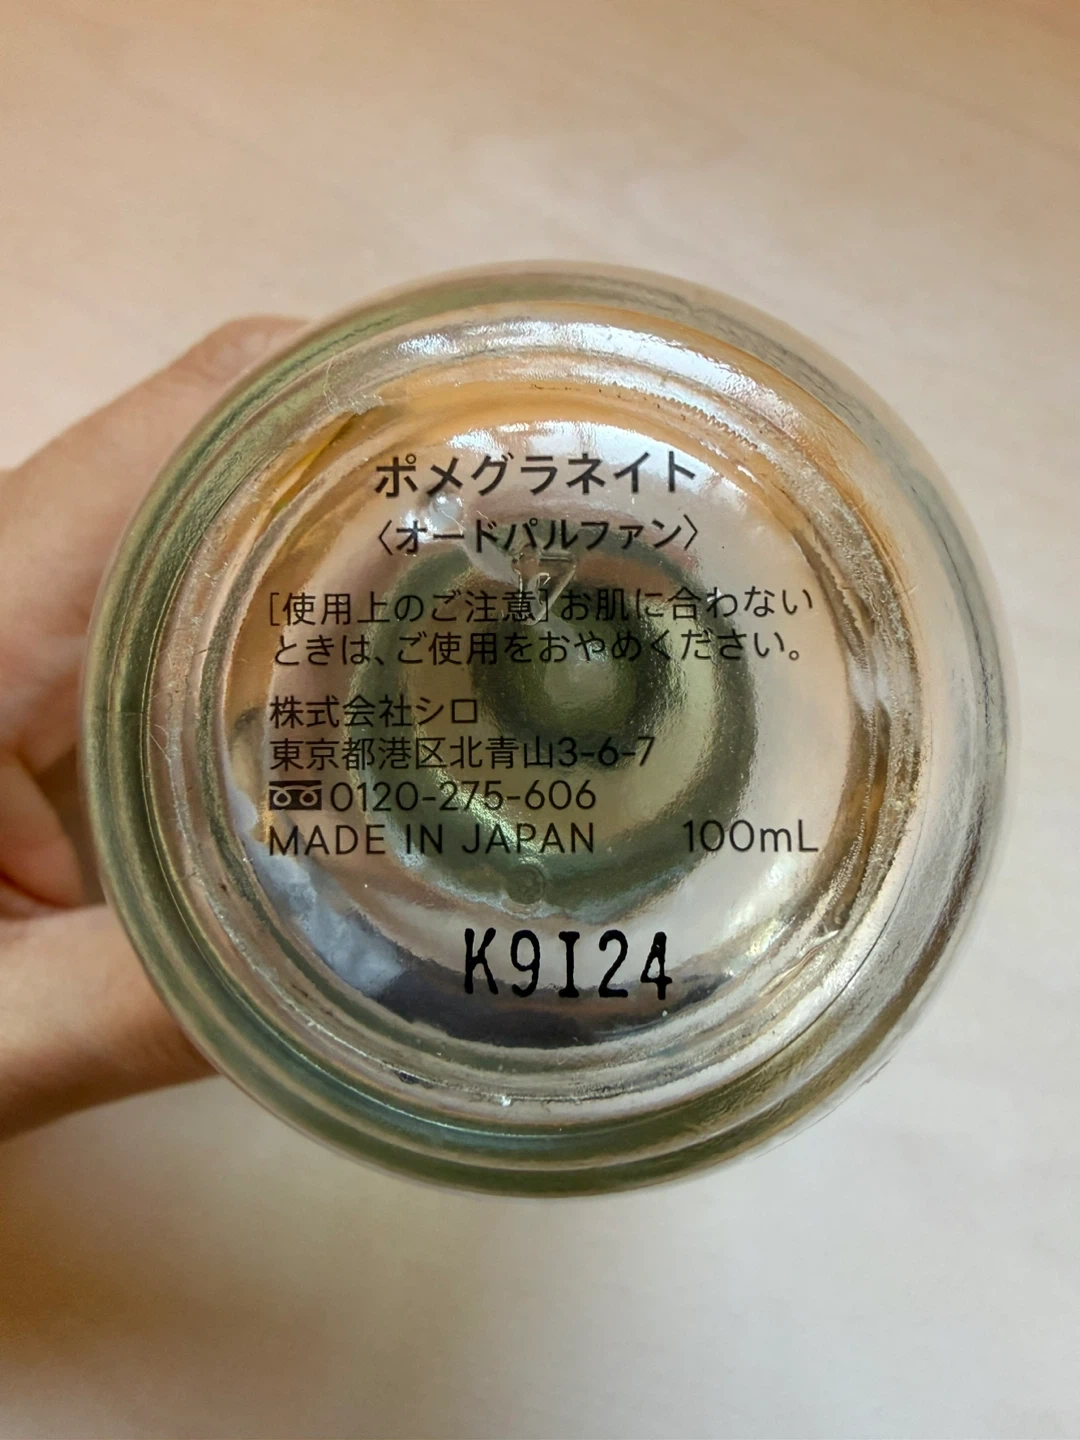 ポメグラネイト
〈オードパルファン〉
[使用上のご注意]お肌に合わない
ときは、ご使用をおやめください。
株式会社シロ
東京都港区北青山3-6-7
0120-275-606
MADE IN JAPAN 100mL
K9I24